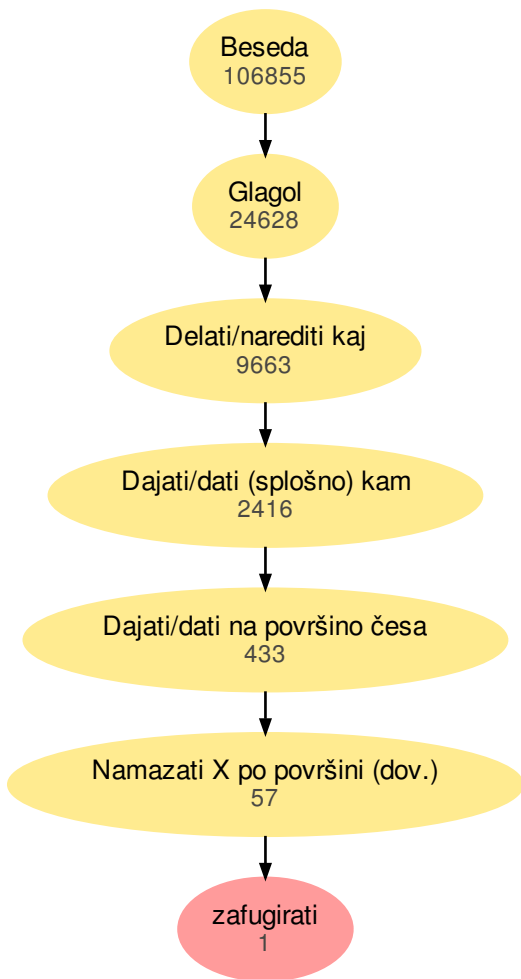 Beseda
106855
Glagol
24628
Delati/narediti kaj
9663
Dajati/dati (splošno) kam
2416
Dajati/dati na površino česa
433
Namazati X po površini (dov.)
57
zafugirati
1